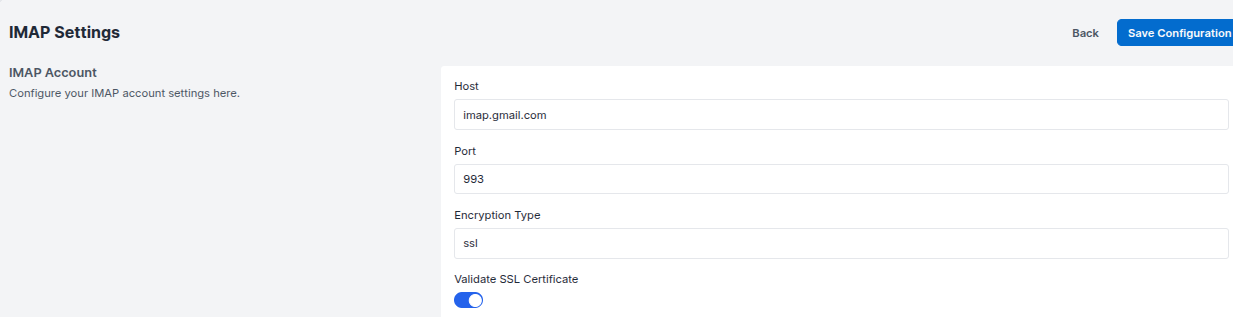 IMAP Settings
Back
Save Configuration
IMAP Account
Configure your IMAP account settings here.
Host
imap.gmail.com
Port
993
Encryption Type
ssl
Validate SSL Certificate